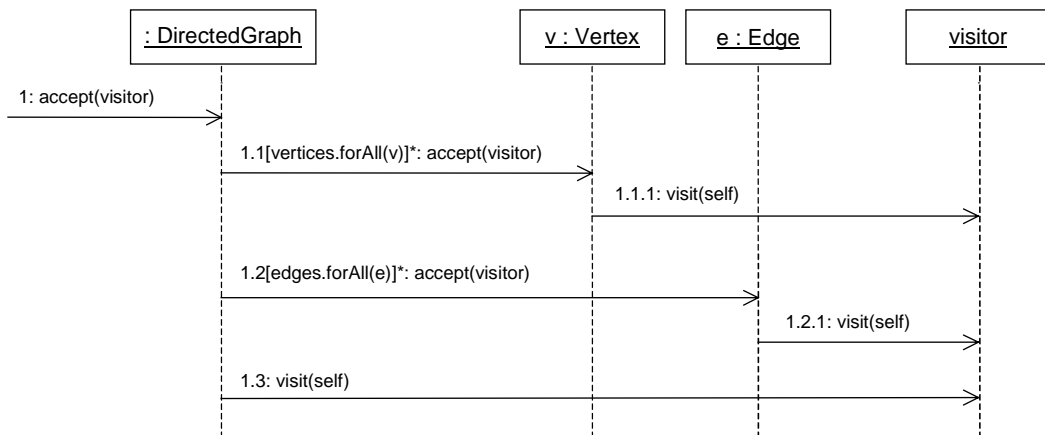 : DirectedGraph
v : Vertex
e : Edge
visitor
1: accept(visitor)
1.1[vertices.forAll(v)]*: accept(visitor)
1.1.1: visit(self)
1.2[edges.forAll(e)]*: accept(visitor)
1.2.1: visit(self)
1.3: visit(self)